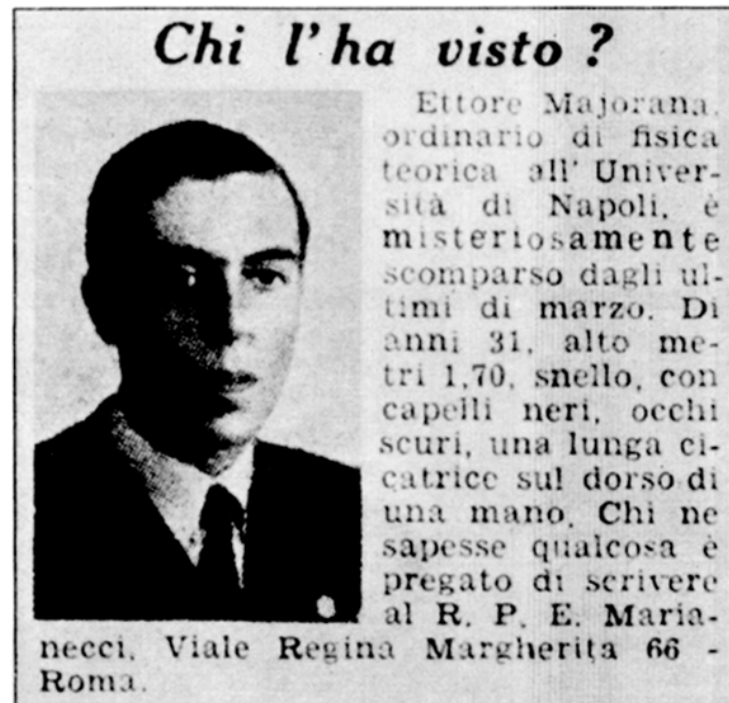 Chi l'ha visto ?
Ettore Majorana,
ordinario di fisica
teorica all' Univer-
sità di Napoli, è
misteriosamente
scomparso dagli ul-
timi di marzo. Di
anni 31, alto me-
tri 1,70, snello, con
capelli neri, occhi
scuri, una lunga ci-
catrice sul dorso di
una mano. Chi ne
sapesse qualcosa è
pregato di scrivere
al R. P. E. Maria-
necci, Viale Regina Margherita 66 -
Roma.